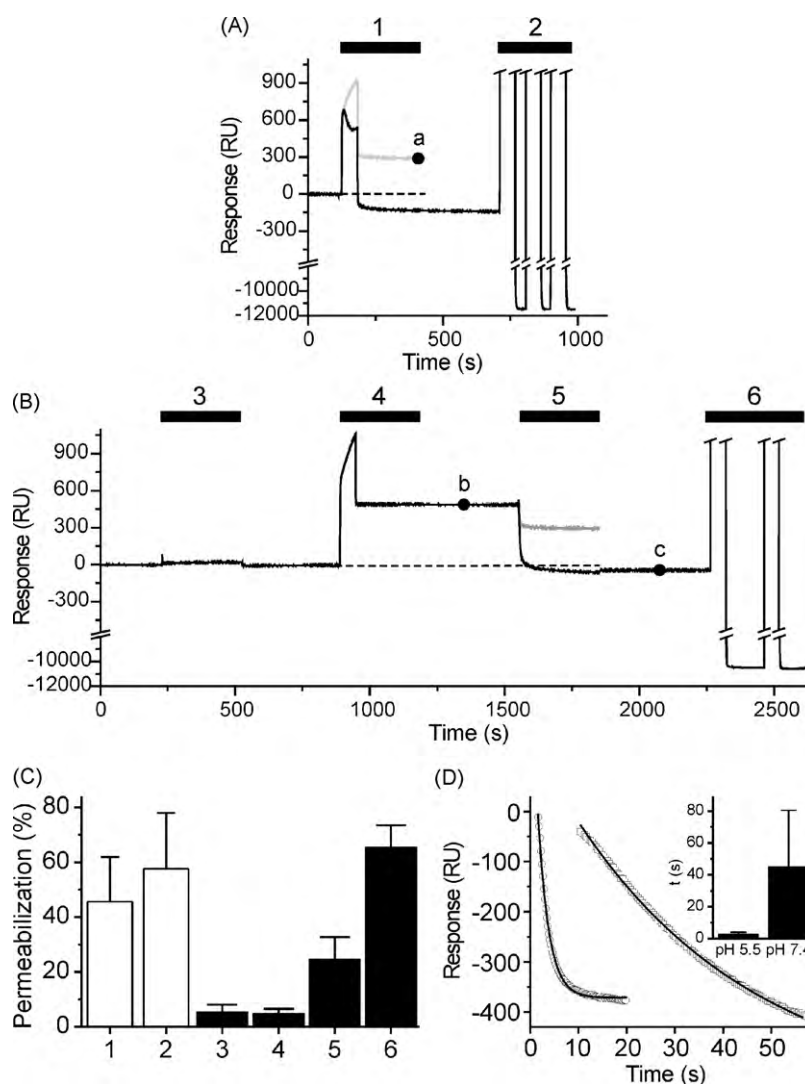 (A)
1 2
900
600
300
0
-300
-10000
-12000
Response (RU)
a
0 500 1000
Time (s)
(B)
3 4 5 6
900
600
300
0
-300
-10000
-12000
Response (RU)
b
c
0 500 1000 1500 2000 2500
Time (s)
(C)
80
60
40
20
0
Permeabilization (%)
1 2 3 4 5 6
(D)
0
-100
-200
-300
-400
Response (RU)
0 10 20 30 40 50
Time (s)
80
60
40
20
0
t (s)
pH 5.5 pH 7.4